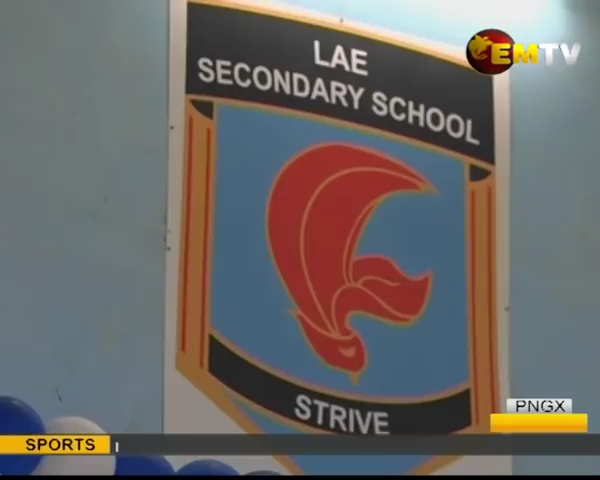 EMTV
LAE
SECONDARY SCHOOL
STRIVE
PNGX
SPORTS